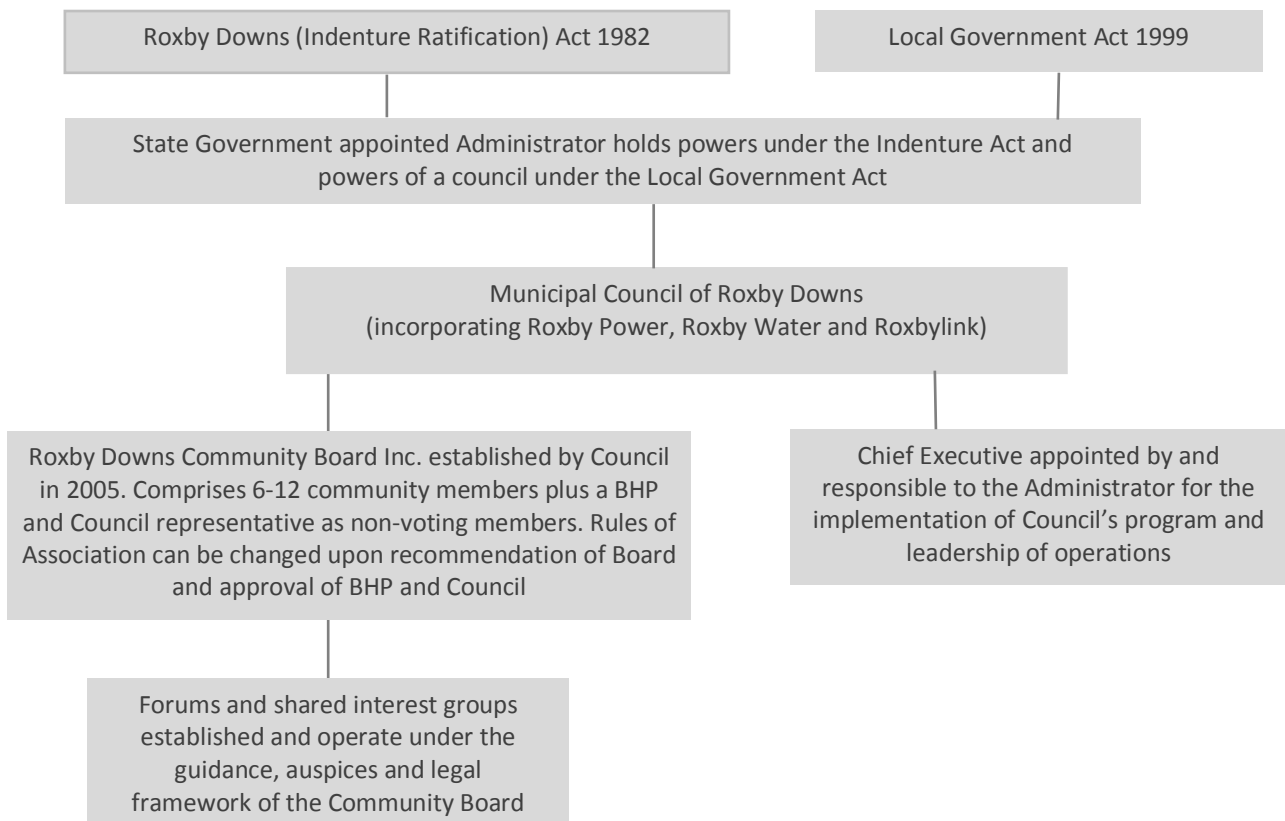 Roxby Downs (Indenture Ratification) Act 1982
Local Government Act 1999
State Government appointed Administrator holds powers under the Indenture Act and
powers of a council under the Local Government Act
Municipal Council of Roxby Downs
(incorporating Roxby Power, Roxby Water and Roxbylink)
Roxby Downs Community Board Inc. established by Council
in 2005. Comprises 6-12 community members plus a BHP
and Council representative as non-voting members. Rules of
Association can be changed upon recommendation of Board
and approval of BHP and Council
Chief Executive appointed by and
responsible to the Administrator for the
implementation of Council’s program and
leadership of operations
Forums and shared interest groups
established and operate under the
guidance, auspices and legal
framework of the Community Board